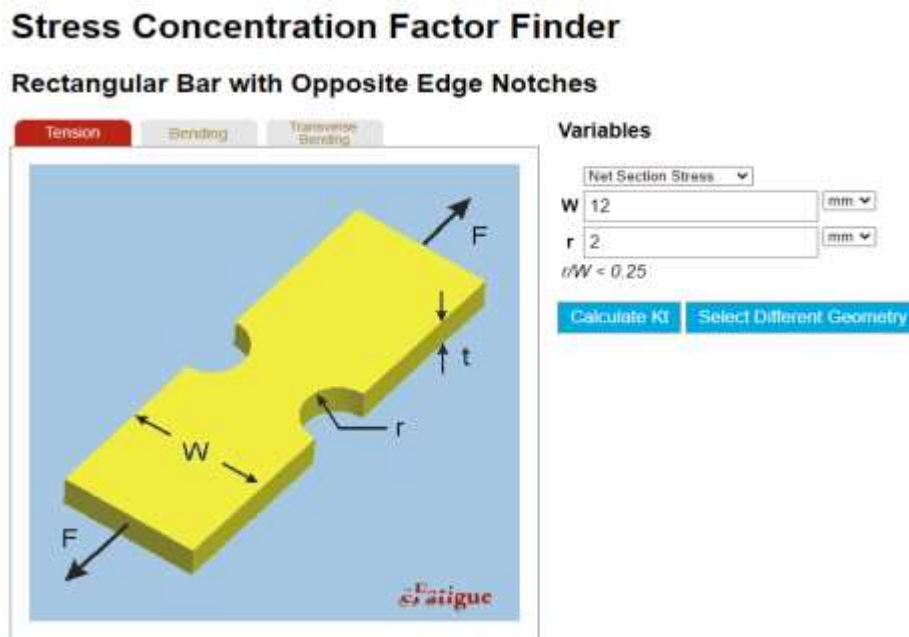 Stress Concentration Factor Finder
Rectangular Bar with Opposite Edge Notches
Tension
Bending
Transverse
Bending
Variables
Net Section Stress
W 12 mm
r 2 mm
r/W < 0.25
Calculate Kt
Select Different Geometry
F
t
r
W
F
eFatigue